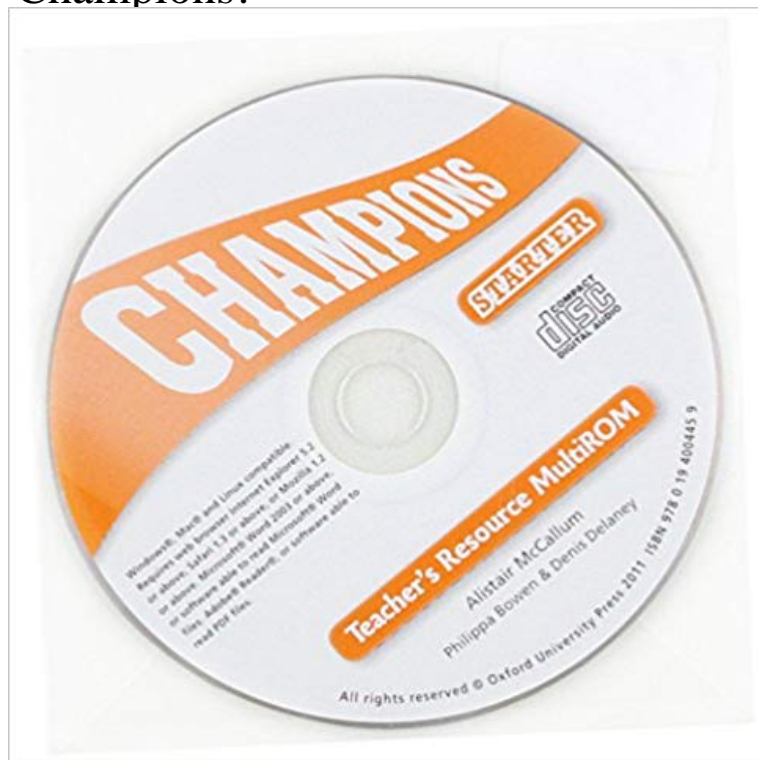 Champions:
CHAMPIONS
STARTER
COMPACT
disc
DIGITAL AUDIO
Windows®, Mac® and Linux compatible.
Requires web browser Internet Explorer 5.2
or above, Safari 1.3 or above, or Mozilla 1.2
or above. Microsoft® Word 2003 or above,
or software able to read Microsoft® Word
files. Adobe® Reader®, or software able to
read PDF files.
Teacher's Resource MultiROM
Alistair McCallum
Philippa Bowen & Denis Delaney
All rights reserved © Oxford University Press 2011 ISBN 978 0 19 400445 9